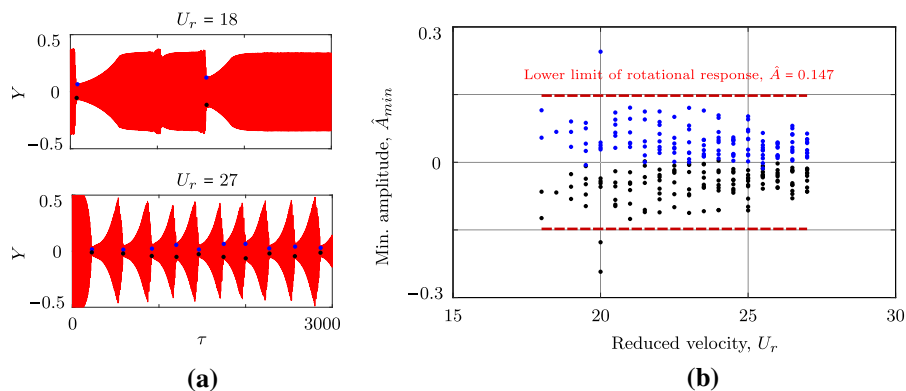 U_r = 18
0.5
0
−0.5
Y
U_r = 27
0.5
0
−0.5
Y
0
3000
τ
(a)
0.3
0
−0.3
Min. amplitude, Â_min
Lower limit of rotational response, Â = 0.147
15
20
25
30
Reduced velocity, U_r
(b)